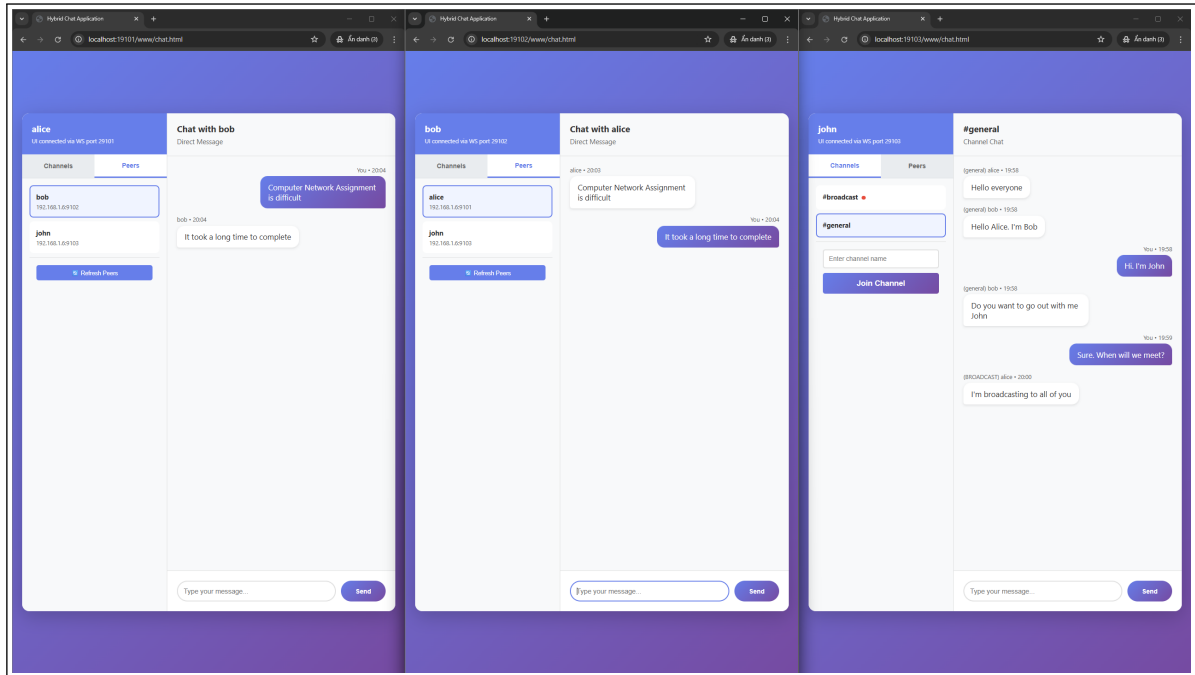 Hybrid Chat Application
localhost:19101/www/chat.html
Ẩn danh (3)
alice
UI connected via WS port 29101
Channels
Peers
bob
192.168.1.6:9102
john
192.168.1.6:9103
Refresh Peers
Chat with bob
Direct Message
You • 20:04
Computer Network Assignment
is difficult
bob • 20:04
It took a long time to complete
Type your message...
Send
Hybrid Chat Application
localhost:19102/www/chat.html
Ẩn danh (3)
bob
UI connected via WS port 29102
Channels
Peers
alice
192.168.1.6:9101
john
192.168.1.6:9103
Refresh Peers
Chat with alice
Direct Message
alice • 20:03
Computer Network Assignment
is difficult
You • 20:04
It took a long time to complete
Type your message...
Send
Hybrid Chat Application
localhost:19103/www/chat.html
Ẩn danh (3)
john
UI connected via WS port 29103
Channels
Peers
#broadcast
#general
Enter channel name
Join Channel
#general
Channel Chat
(general) alice • 19:58
Hello everyone
(general) bob • 19:58
Hello Alice. I'm Bob
You • 19:58
Hi, I'm John
(general) bob • 19:58
Do you want to go out with me
John
You • 19:59
Sure. When will we meet?
(BROADCAST) alice • 20:00
I'm broadcasting to all of you
Type your message...
Send